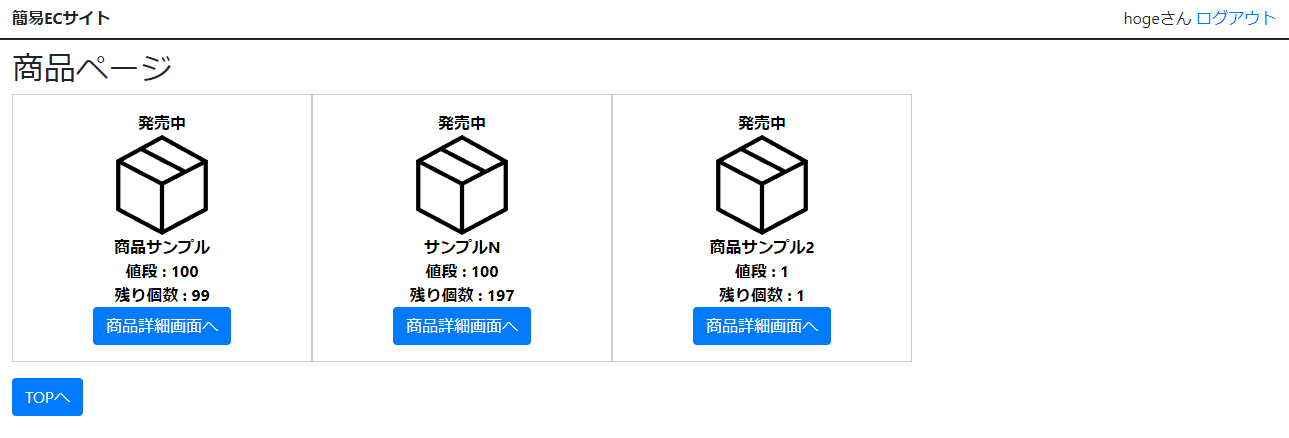 簡易ECサイト
hogeさん ログアウト
商品ページ
発売中
商品サンプル
値段 : 100
残り個数 : 99
商品詳細画面へ
発売中
サンプルN
値段 : 100
残り個数 : 197
商品詳細画面へ
発売中
商品サンプル2
値段 : 1
残り個数 : 1
商品詳細画面へ
TOPへ